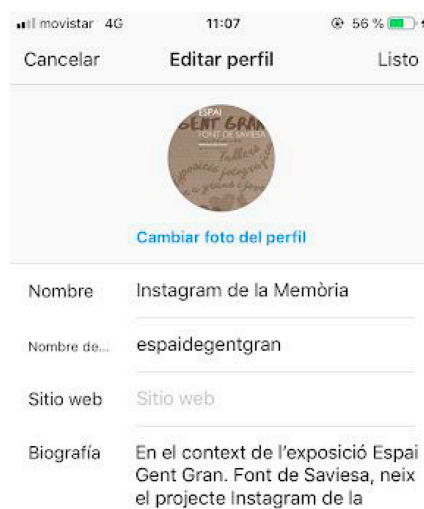 movistar 4G 11:07 56 %
Cancelar Editar perfil Listo
ESPAI
GENT GRAN
FONT DE SAVIESA
Tallers
Cambiar foto del perfil
Nombre Instagram de la Memòria
Nombre de... espaidegentgran
Sitio web Sitio web
Biografía En el context de l'exposició Espai
Gent Gran. Font de Saviesa, neix
el projecte Instagram de la